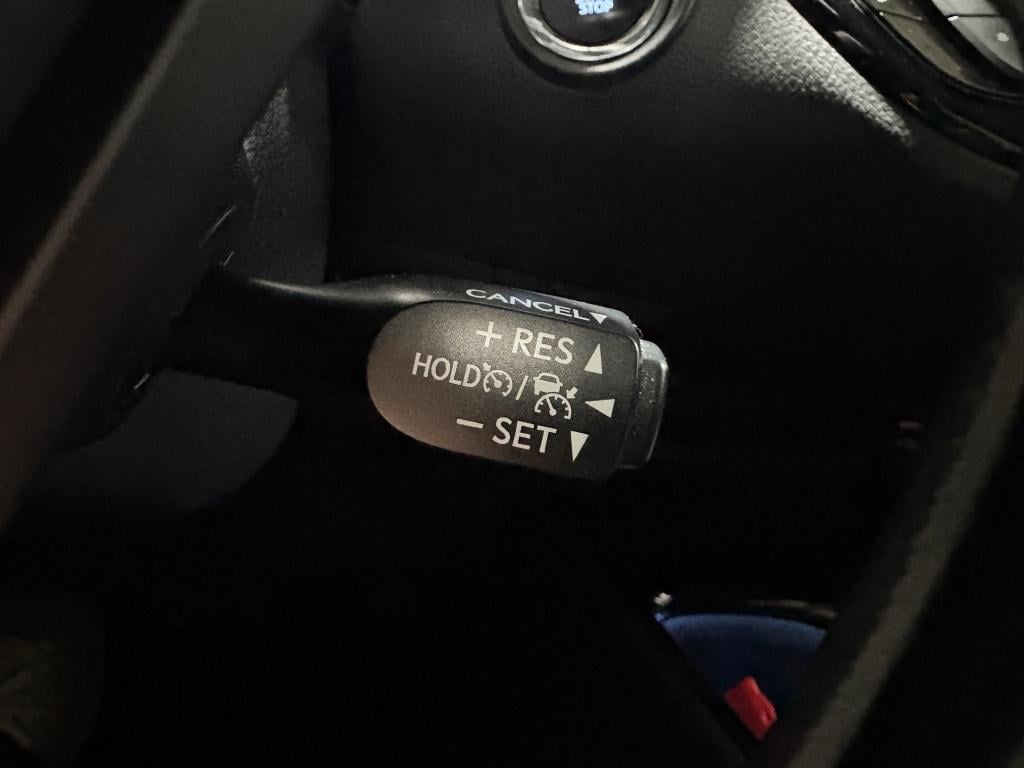 STOP
CANCEL▼
+ RES ▲
HOLD / ◀
− SET ▼